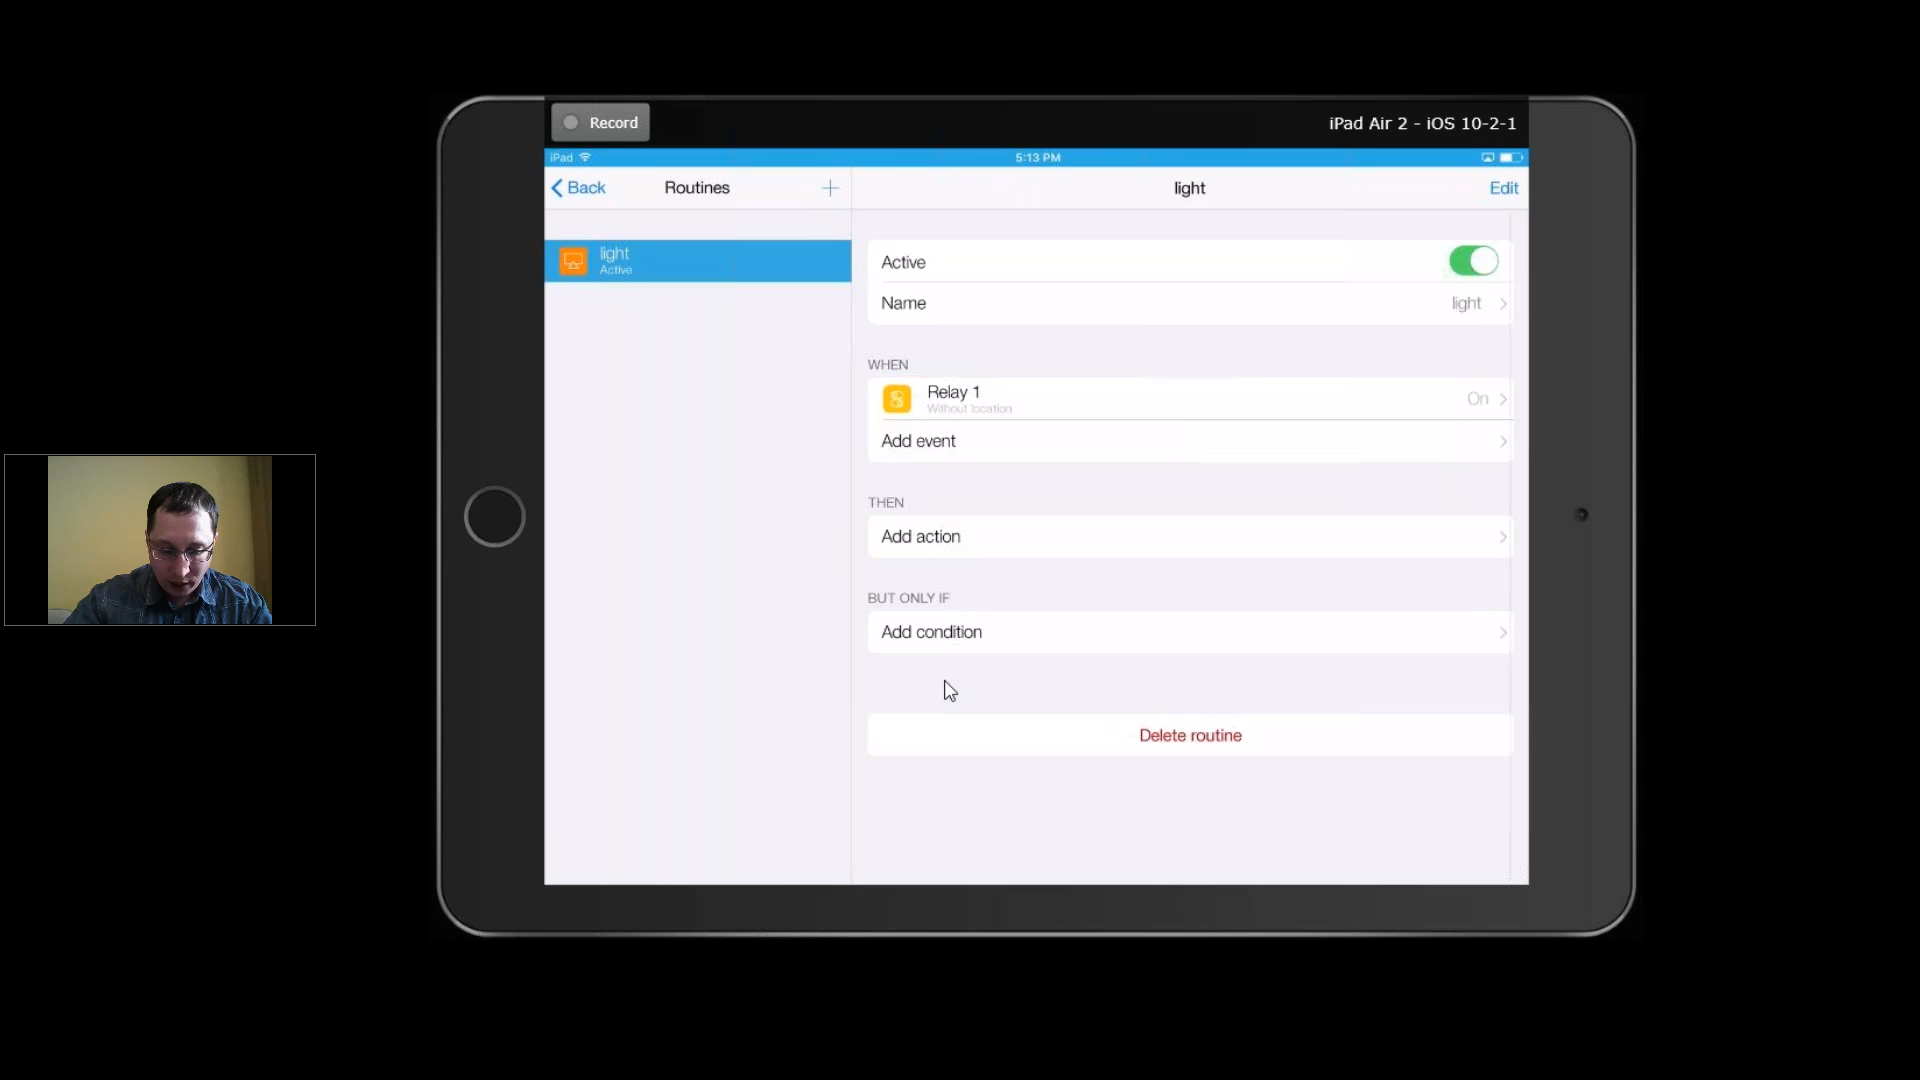 Record
iPad Air 2 - iOS 10-2-1
iPad
5:13 PM
Back
Routines
light
Edit
light
Active
Active
Name
light
WHEN
Relay 1
Without location
On
Add event
THEN
Add action
BUT ONLY IF
Add condition
Delete routine